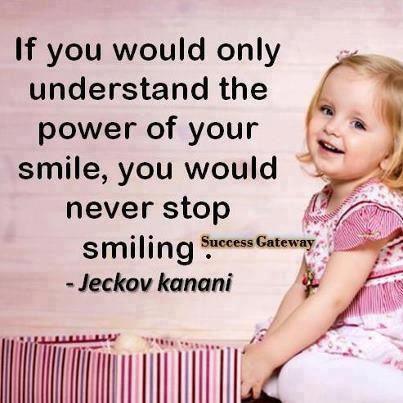 If you would only
understand the
power of your
smile, you would
never stop
smiling . Success Gateway
- Jeckov kanani